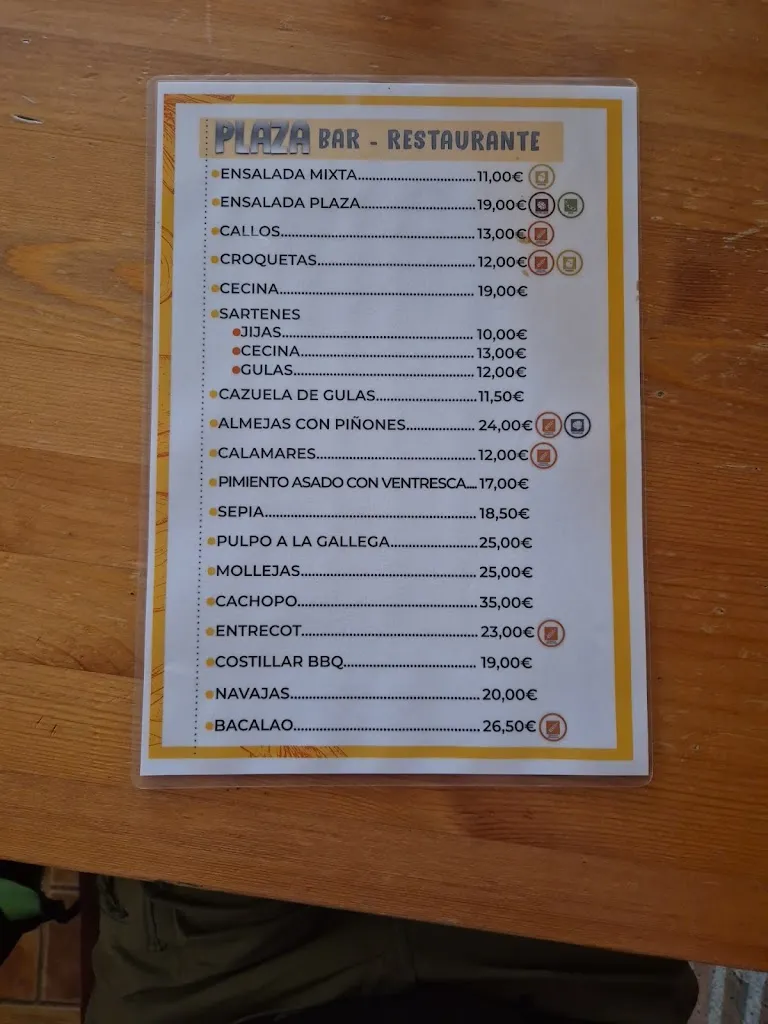 PLAZA BAR - RESTAURANTE
ENSALADA MIXTA 11,00€
ENSALADA PLAZA 19,00€
CALLOS 13,00€
CROQUETAS 12,00€
CECINA 19,00€
SARTENES
JIJAS 10,00€
CECINA 13,00€
GULAS 12,00€
CAZUELA DE GULAS 11,50€
ALMEJAS CON PIÑONES 24,00€
CALAMARES 12,00€
PIMIENTO ASADO CON VENTRESCA 17,00€
SEPIA 18,50€
PULPO A LA GALLEGA 25,00€
MOLLEJAS 25,00€
CACHOPO 35,00€
ENTRECOT 23,00€
COSTILLAR BBQ 19,00€
NAVAJAS 20,00€
BACALAO 26,50€